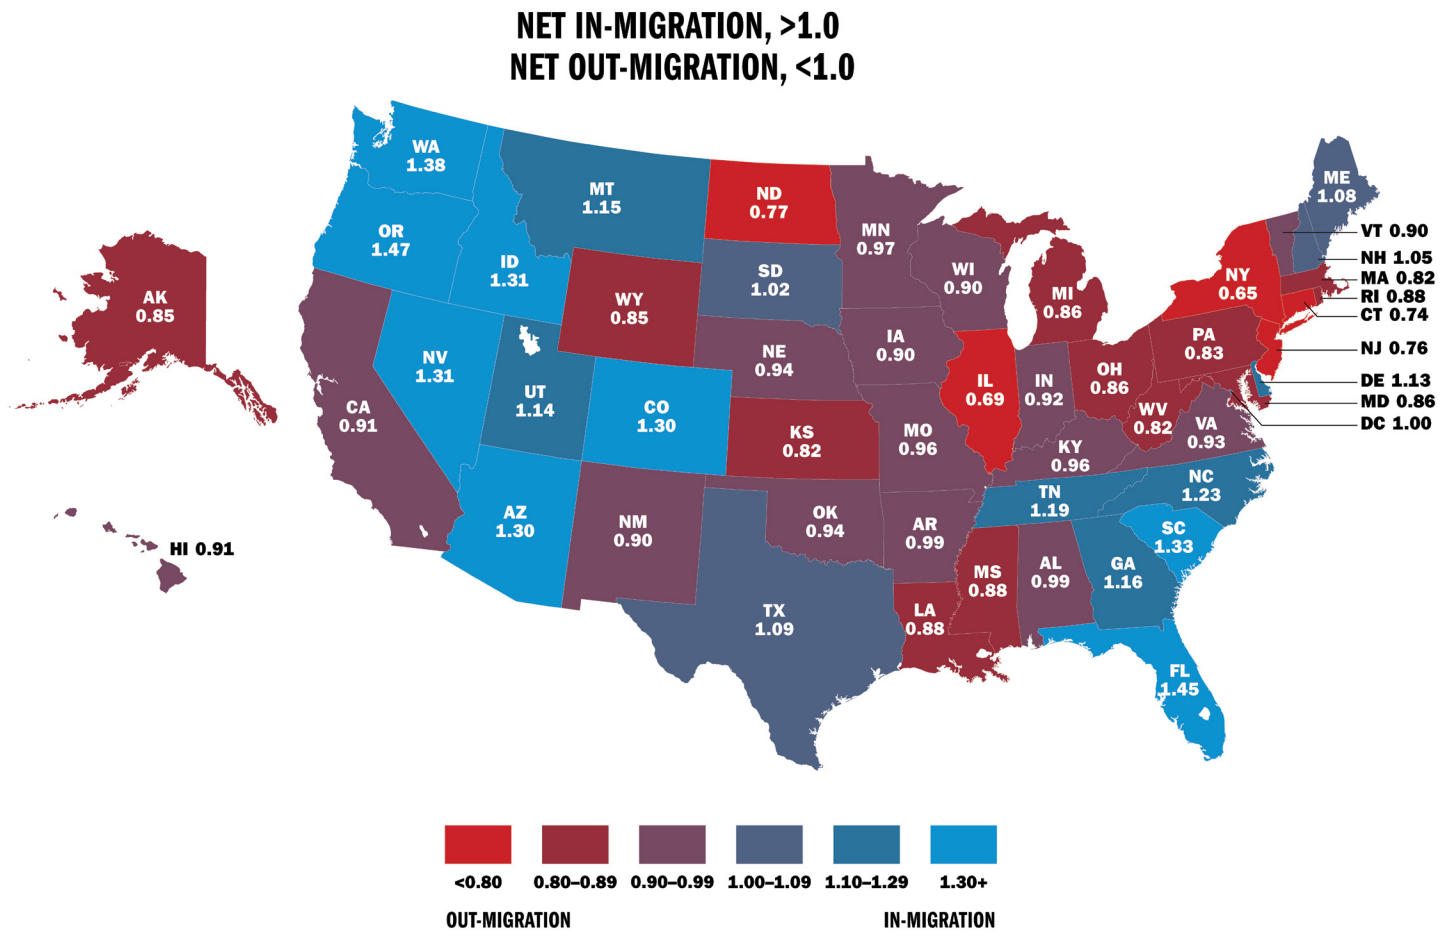 NET IN-MIGRATION, >1.0
NET OUT-MIGRATION, <1.0
WA
1.38
OR
1.47
ID
1.31
MT
1.15
ND
0.77
SD
1.02
MN
0.97
WI
0.90
MI
0.86
NY
0.65
ME
1.08
VT 0.90
NH 1.05
MA 0.82
RI 0.88
CT 0.74
NJ 0.76
DE 1.13
MD 0.86
DC 1.00
AK
0.85
WY
0.85
NV
1.31
UT
1.14
CO
1.30
NE
0.94
IA
0.90
IL
0.69
IN
0.92
OH
0.86
PA
0.83
WV
0.82
VA
0.93
CA
0.91
KS
0.82
MO
0.96
KY
0.96
TN
1.19
NC
1.23
SC
1.33
AZ
1.30
NM
0.90
OK
0.94
AR
0.99
MS
0.88
AL
0.99
GA
1.16
HI 0.91
TX
1.09
LA
0.88
FL
1.45
<0.80
0.80–0.89
0.90–0.99
1.00–1.09
1.10–1.29
1.30+
OUT-MIGRATION
IN-MIGRATION